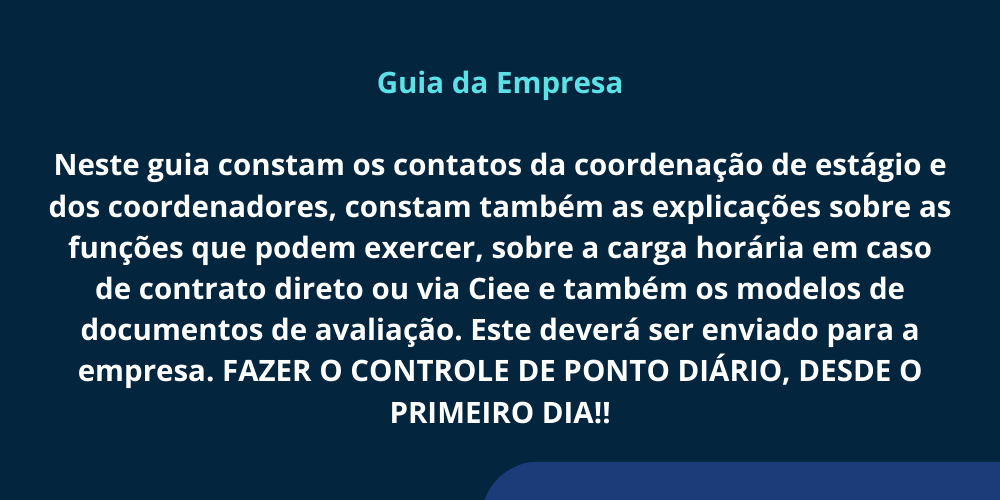 Guia da Empresa
Neste guia constam os contatos da coordenação de estágio e
dos coordenadores, constam também as explicações sobre as
funções que podem exercer, sobre a carga horária em caso
de contrato direto ou via Ciee e também os modelos de
documentos de avaliação. Este deverá ser enviado para a
empresa. FAZER O CONTROLE DE PONTO DIÁRIO, DESDE O
PRIMEIRO DIA!!